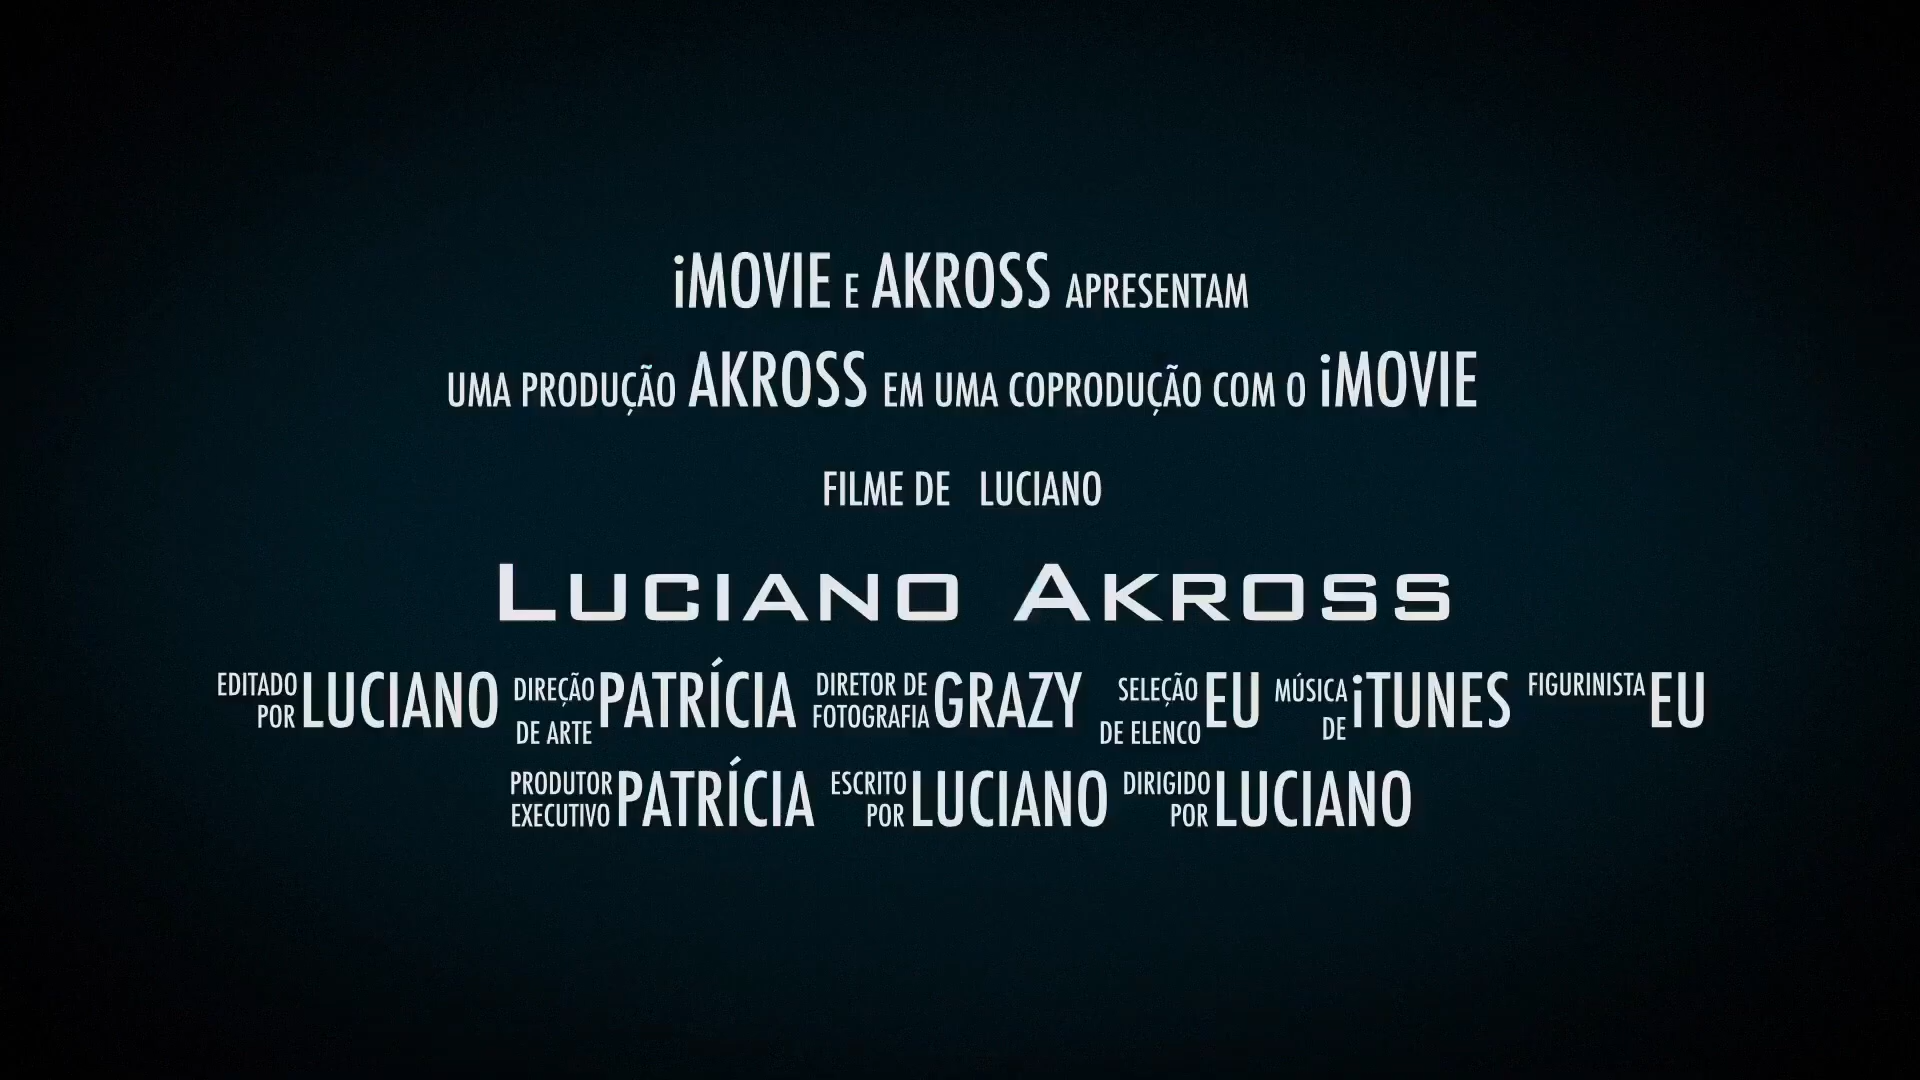 iMOVIE E AKROSS APRESENTAM
UMA PRODUÇÃO AKROSS EM UMA COPRODUÇÃO COM O iMOVIE
FILME DE LUCIANO
LUCIANO AKROSS
EDITADO POR LUCIANO DIREÇÃO DE ARTE PATRÍCIA DIRETOR DE FOTOGRAFIA GRAZY SELEÇÃO DE ELENCO EU MÚSICA DE iTUNES FIGURINISTA EU
PRODUTOR EXECUTIVO PATRÍCIA ESCRITO POR LUCIANO DIRIGIDO POR LUCIANO